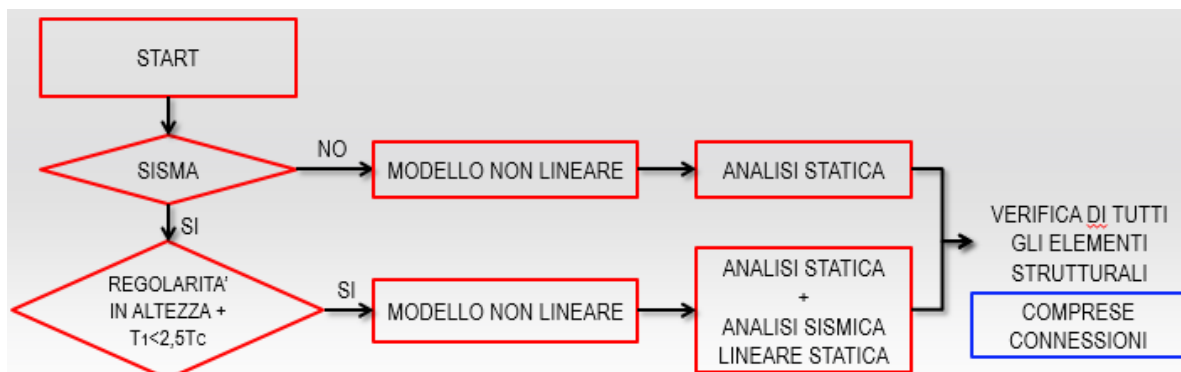 START
SISMA
NO
MODELLO NON LINEARE
ANALISI STATICA
SI
REGOLARITA'
IN ALTEZZA +
T1<2,5Tc
SI
MODELLO NON LINEARE
ANALISI STATICA
+
ANALISI SISMICA
LINEARE STATICA
VERIFICA DI TUTTI
GLI ELEMENTI
STRUTTURALI
COMPRESE
CONNESSIONI